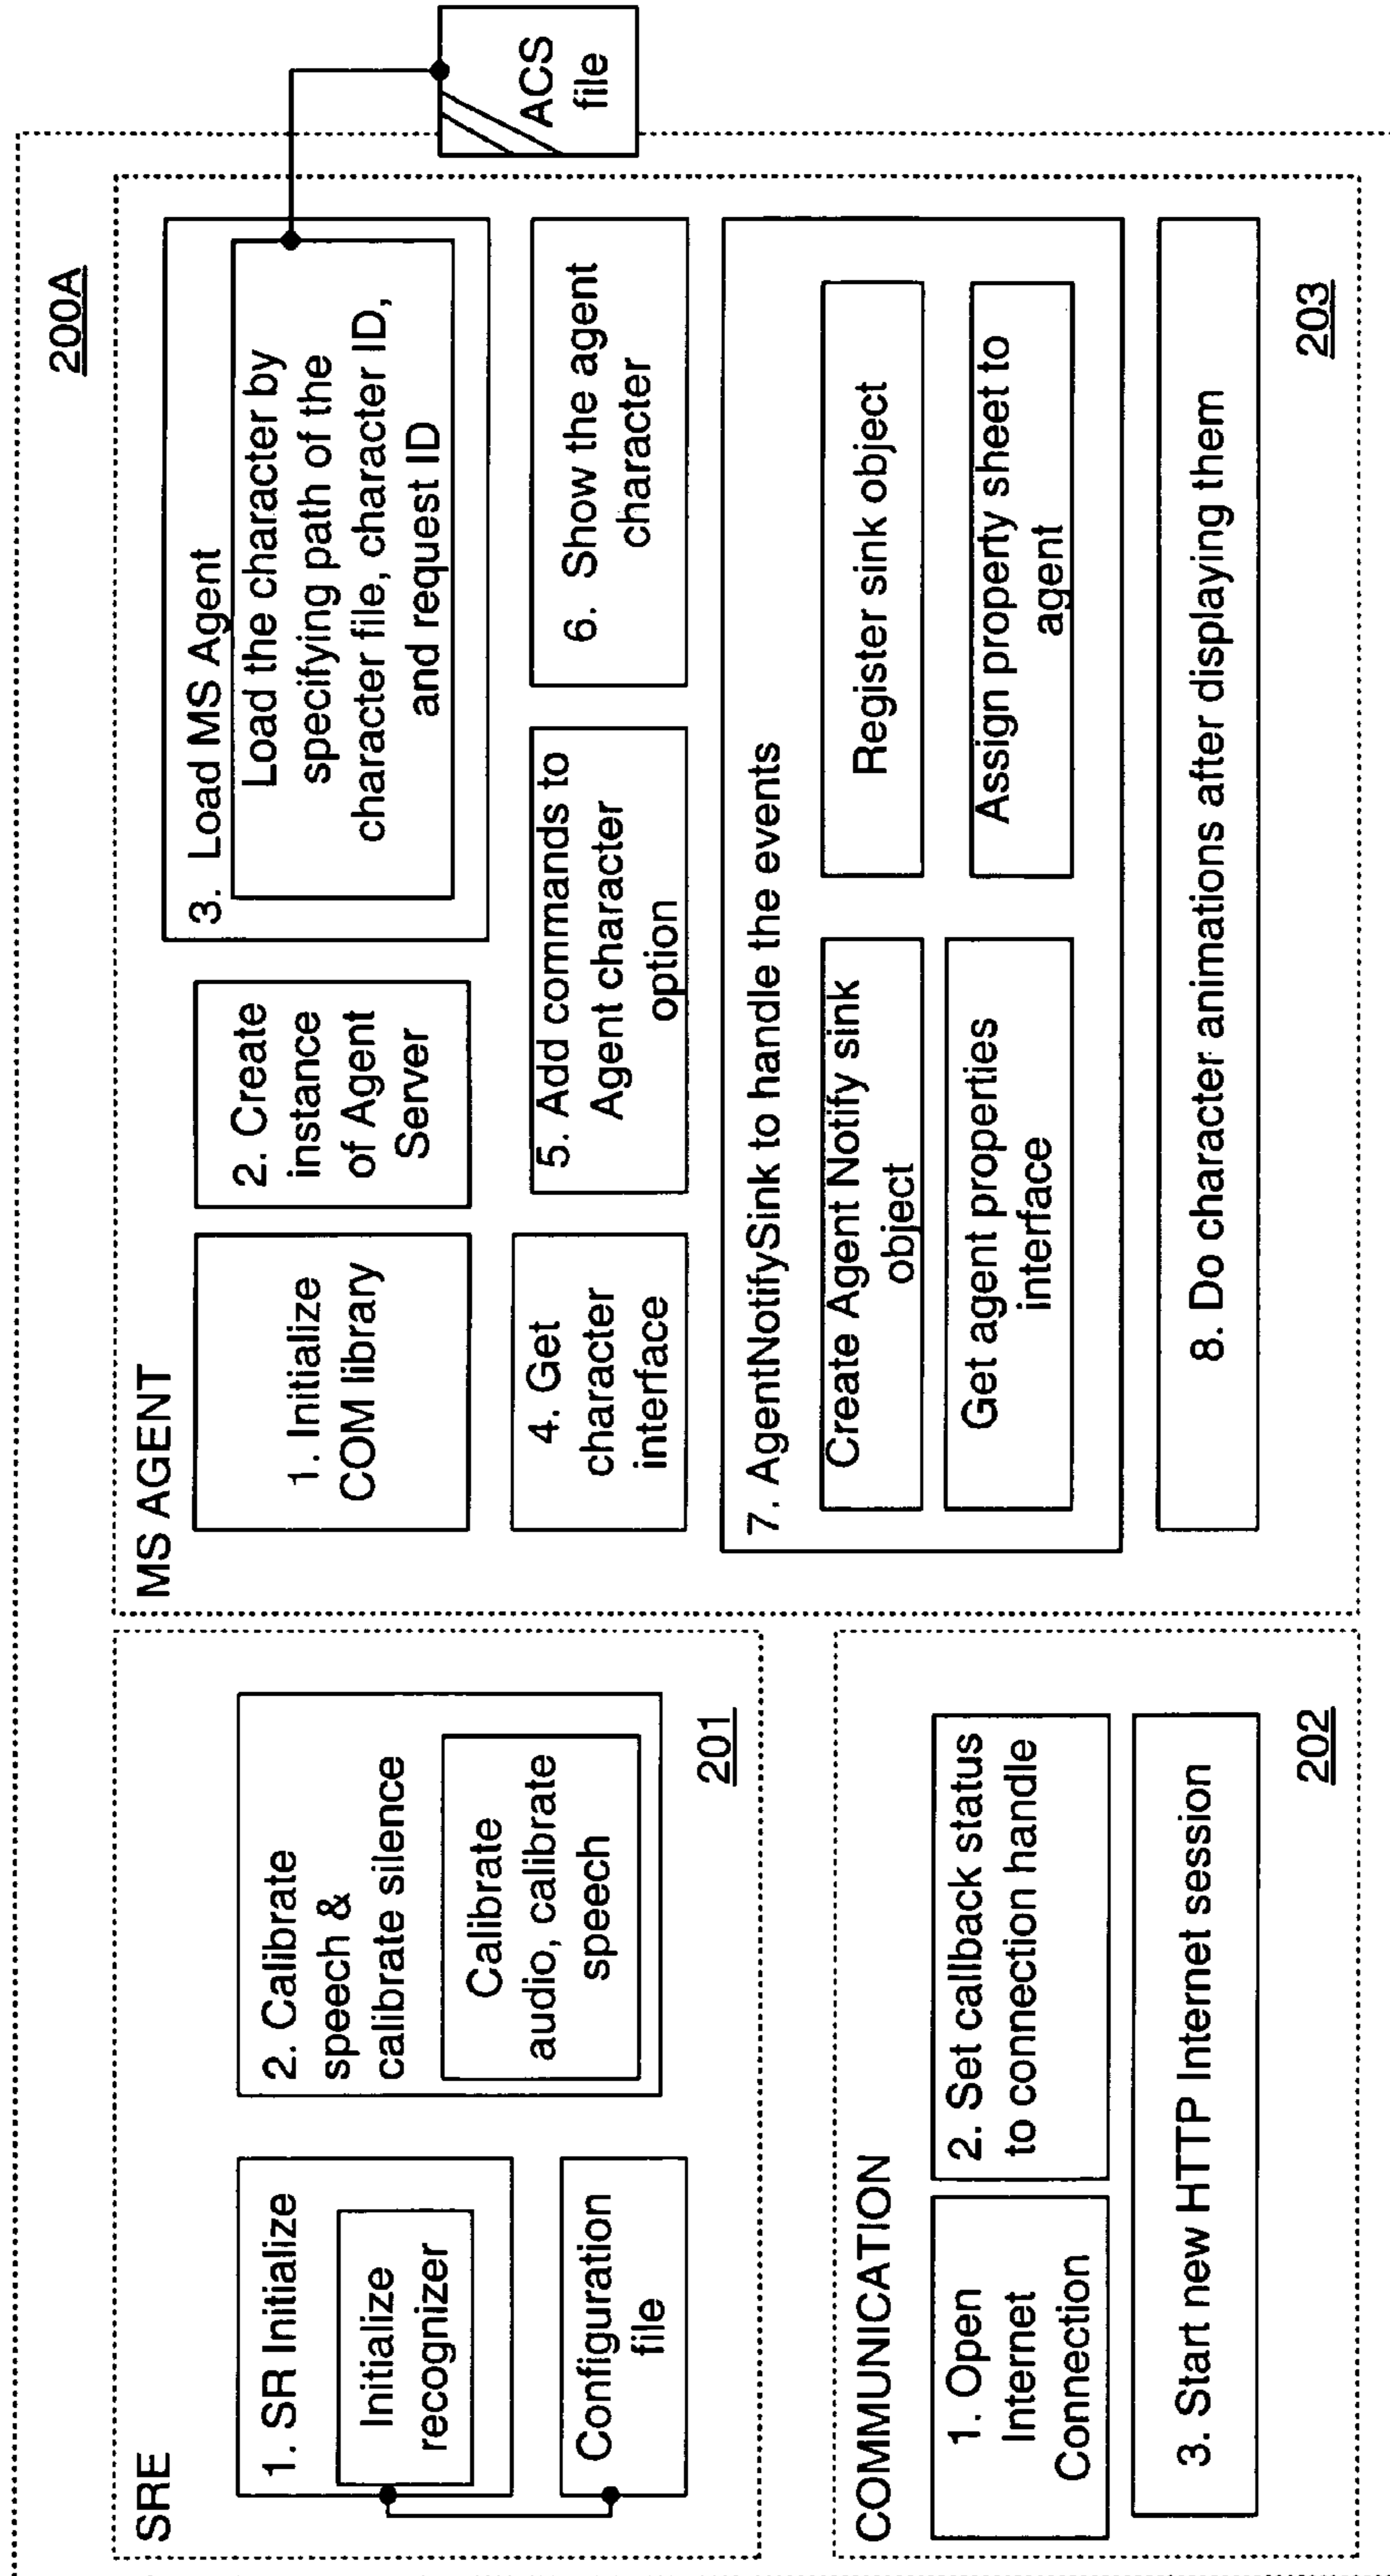 200A
SRE
1. SR Initialize
Initialize
recognizer
Configuration
file
2. Calibrate
speech &
calibrate silence
Calibrate
audio, calibrate
speech
201
COMMUNICATION
1. Open
Internet
Connection
2. Set callback status
to connection handle
3. Start new HTTP Internet session
202
MS AGENT
1. Initialize
COM library
2. Create
instance
of Agent
Server
3. Load MS Agent
Load the character by
specifying path of the
character file, character ID,
and request ID
ACS
file
4. Get
character
interface
5. Add commands to
Agent character
option
6. Show the agent
character
7. AgentNotifySink to handle the events
Create Agent Notify sink
object
Register sink object
Get agent properties
interface
Assign property sheet to
agent
8. Do character animations after displaying them
203